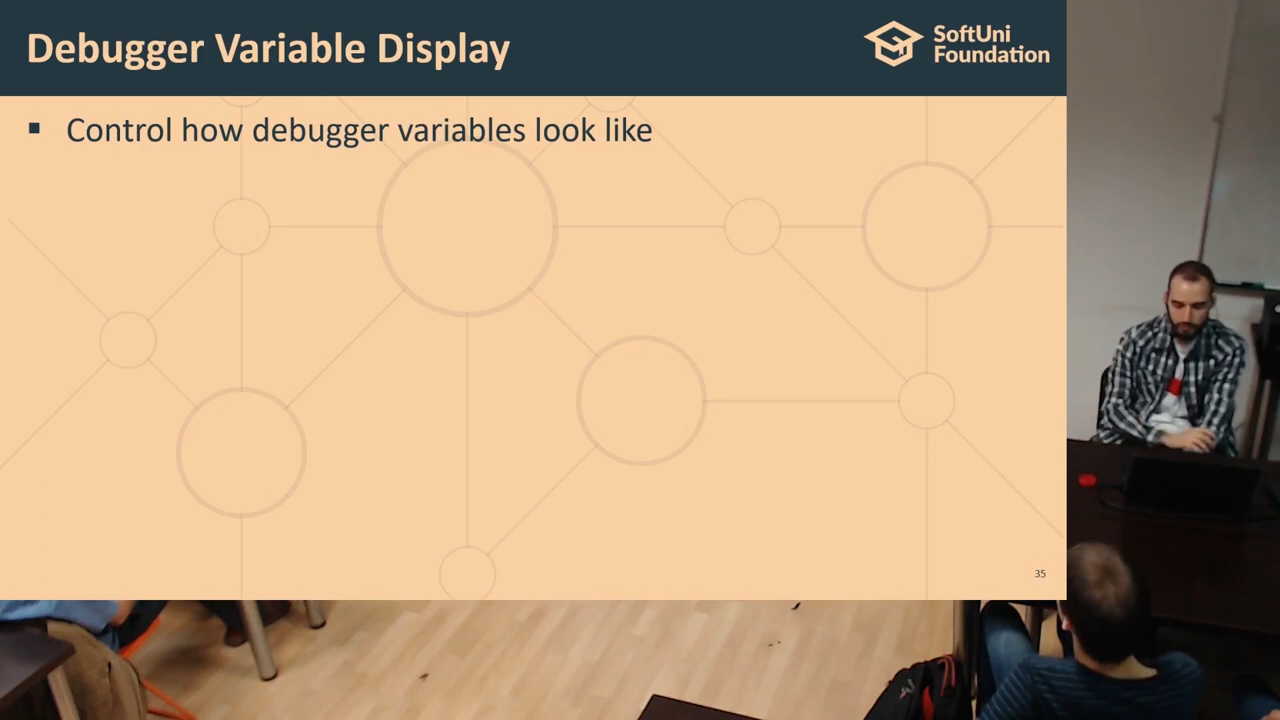 Debugger Variable Display
SoftUni
Foundation
▪ Control how debugger variables look like
35